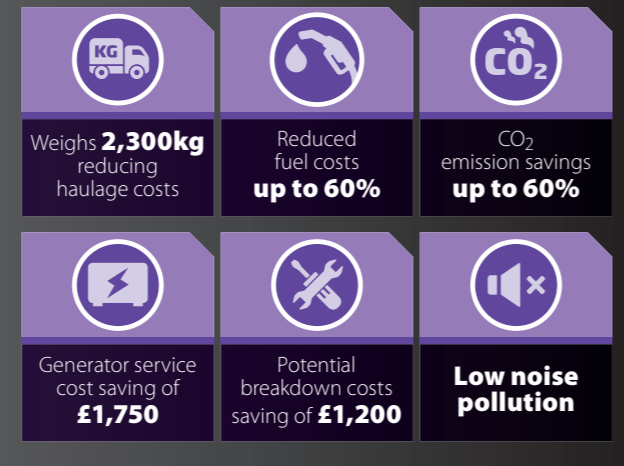 KG
CO₂
Weighs 2,300kg
reducing
haulage costs
Reduced
fuel costs
up to 60%
CO₂
emission savings
up to 60%
Generator service
cost saving of
£1,750
Potential
breakdown costs
saving of £1,200
Low noise
pollution